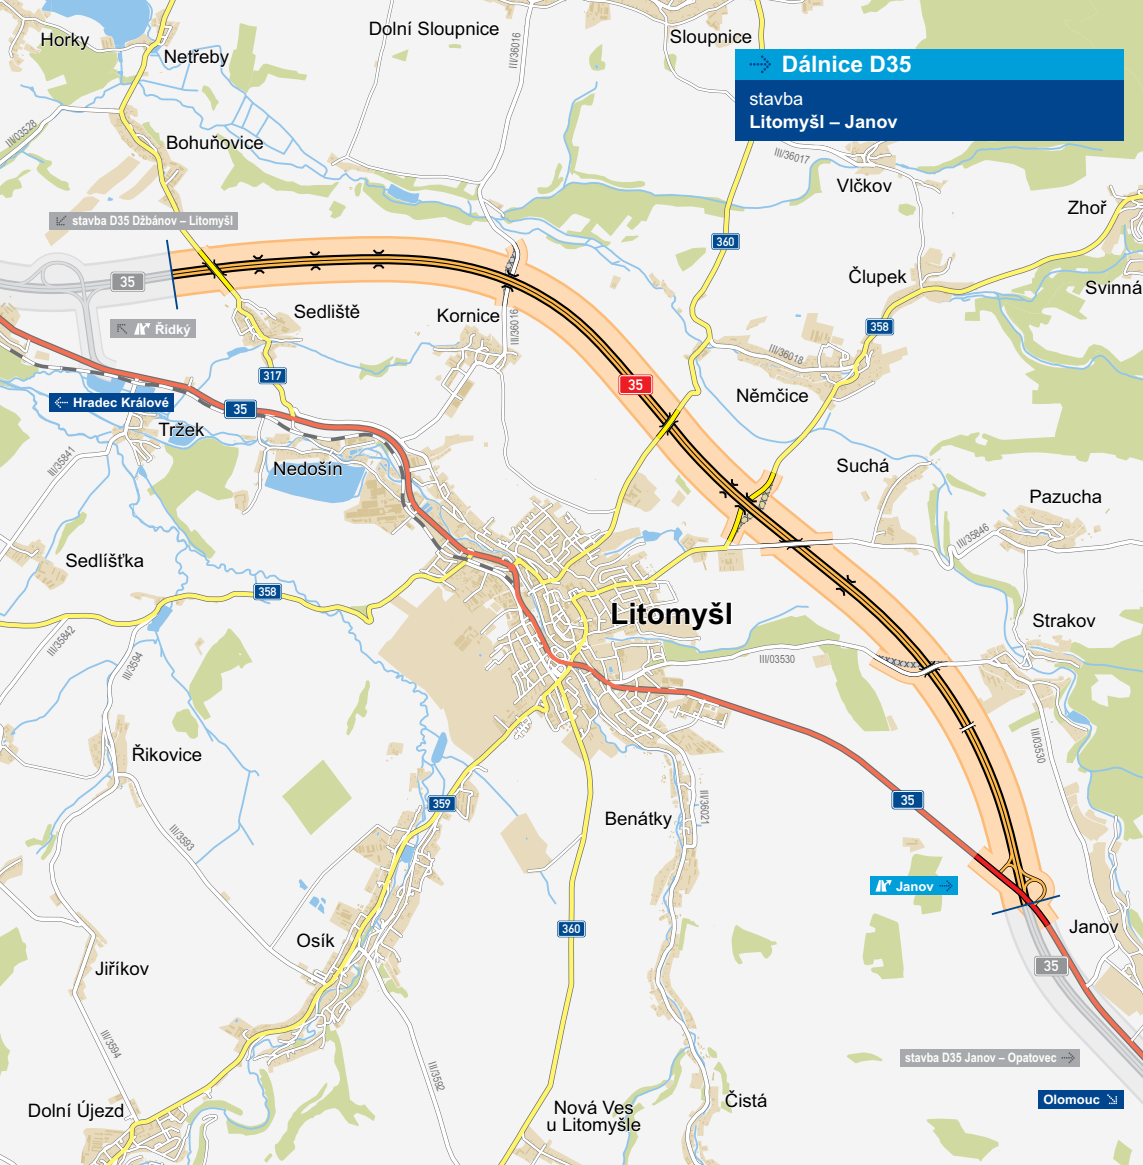 Horky
Netřeby
Dolní Sloupnice
III/36016
Sloupnice
Dálnice D35
stavba
Litomyšl – Janov
III/03528
Bohuňovice
III/36017
Vlčkov
Zhoř
stavba D35 Džbánov – Litomyšl
360
35
Člupek
Svinná
Sedliště
Kornice
III/36016
Řídký
358
III/36018
317
35
Němčice
Hradec Králové
35
Tržek
III/35841
Nedošín
Suchá
Pazucha
III/35846
Sedlíšťka
358
Litomyšl
Strakov
III/35842
III/3594
III/03530
III/03530
Řikovice
359
35
III/36021
Benátky
III/3593
Janov
Osík
360
Janov
Jiříkov
35
III/3594
stavba D35 Janov – Opatovec
III/3592
Olomouc
Dolní Újezd
Nová Ves
u Litomyšle
Čistá